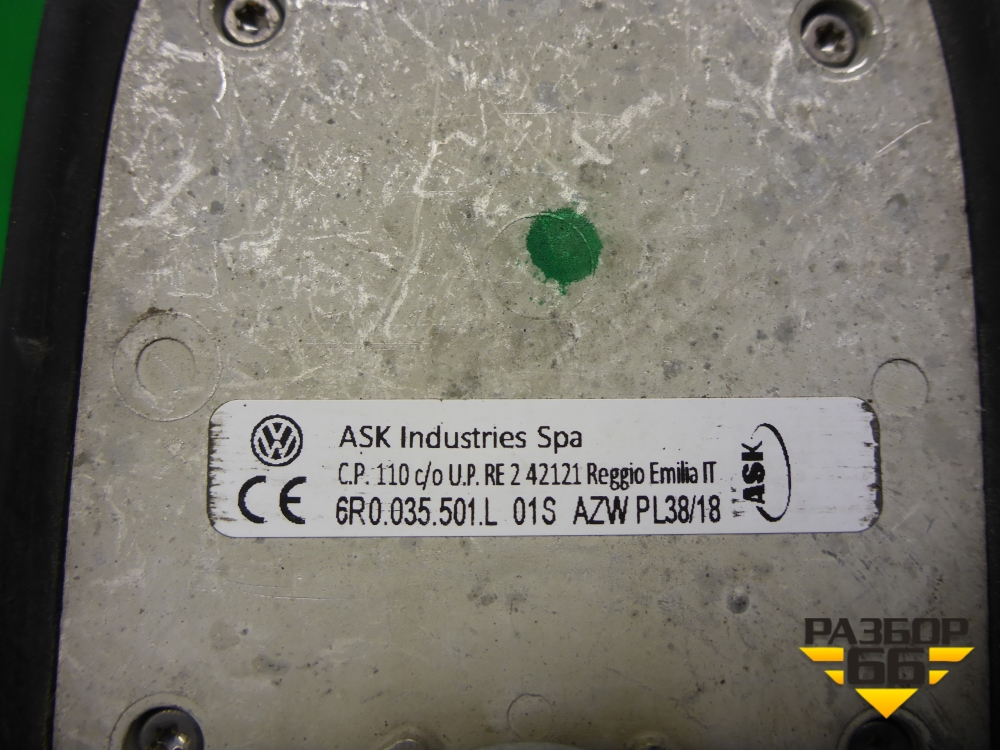 ASK Industries Spa
C.P. 110 c/o U.P. RE 2 42121 Reggio Emilia IT
CE 6R0.035.501.L 01S AZW PL38/18
ASK
РАЗБОР
66